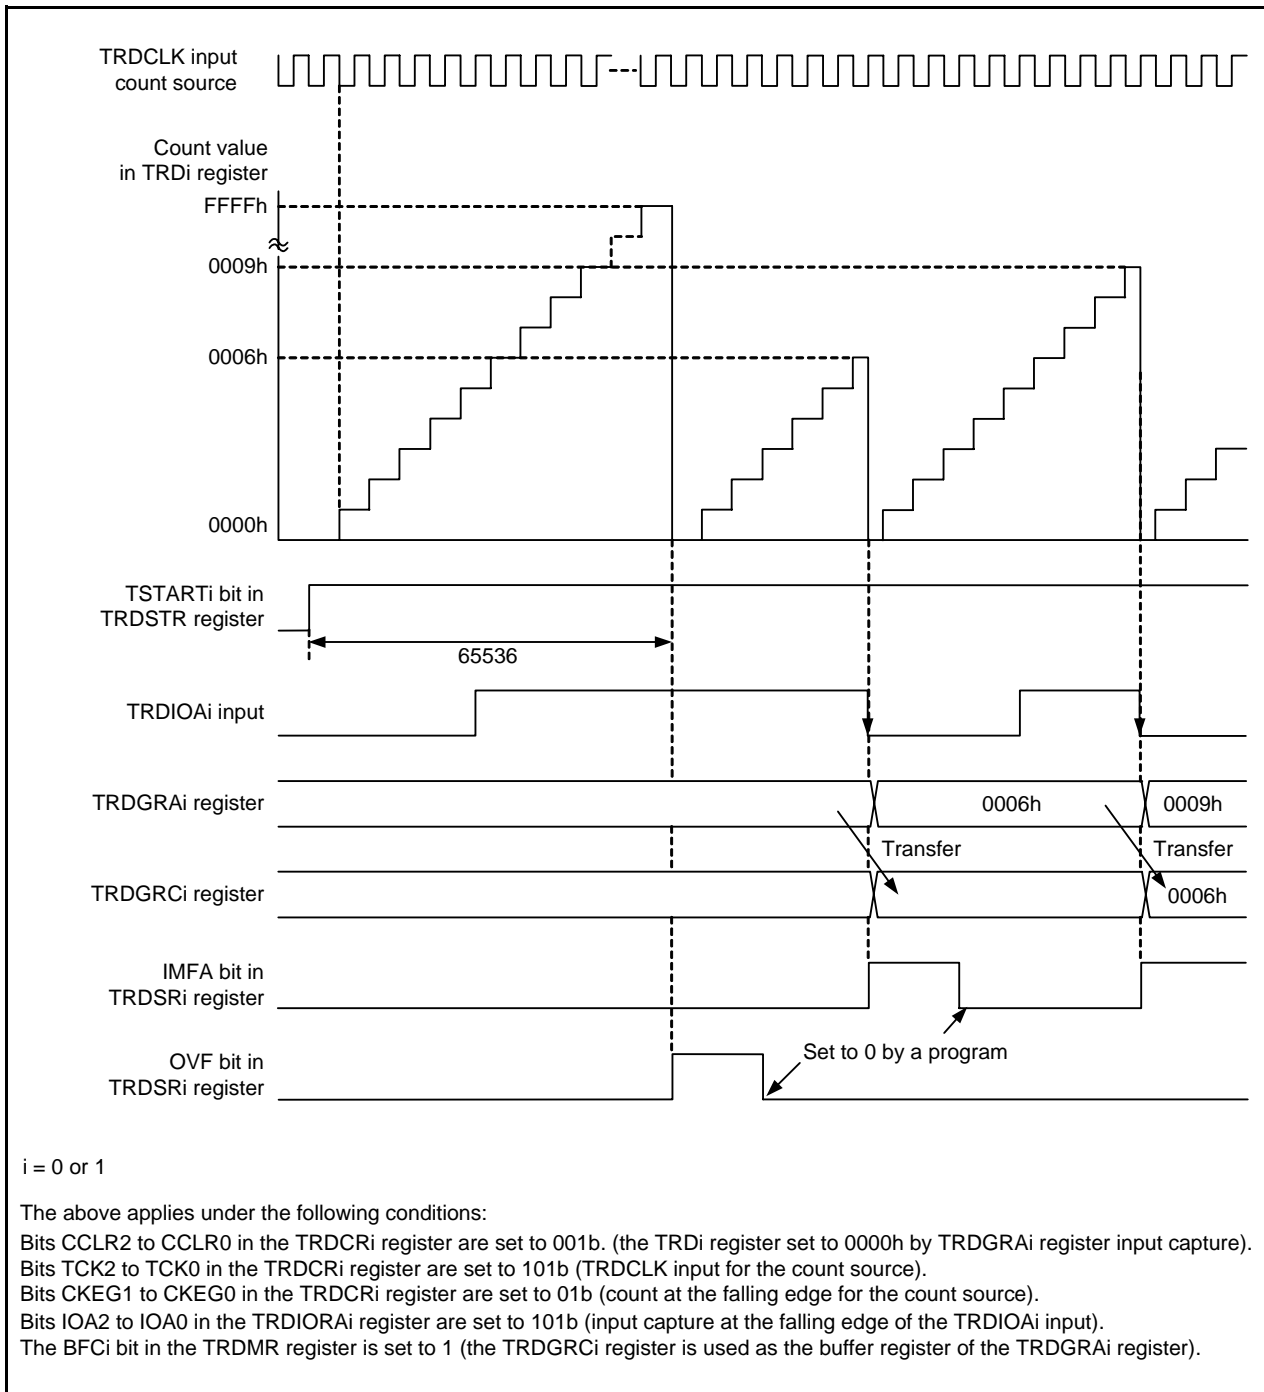 TRDCLK input
count source
Count value
in TRDi register
FFFFh
0009h
0006h
0000h
TSTARTi bit in
TRDSTR register
65536
TRDIOAi input
TRDGRAi register
0006h
0009h
Transfer
Transfer
TRDGRCi register
0006h
IMFA bit in
TRDSRi register
Set to 0 by a program
OVF bit in
TRDSRi register
i = 0 or 1
The above applies under the following conditions:
Bits CCLR2 to CCLR0 in the TRDCRi register are set to 001b. (the TRDi register set to 0000h by TRDGRAi register input capture).
Bits TCK2 to TCK0 in the TRDCRi register are set to 101b (TRDCLK input for the count source).
Bits CKEG1 to CKEG0 in the TRDCRi register are set to 01b (count at the falling edge for the count source).
Bits IOA2 to IOA0 in the TRDIORAi register are set to 101b (input capture at the falling edge of the TRDIOAi input).
The BFCi bit in the TRDMR register is set to 1 (the TRDGRCi register is used as the buffer register of the TRDGRAi register).